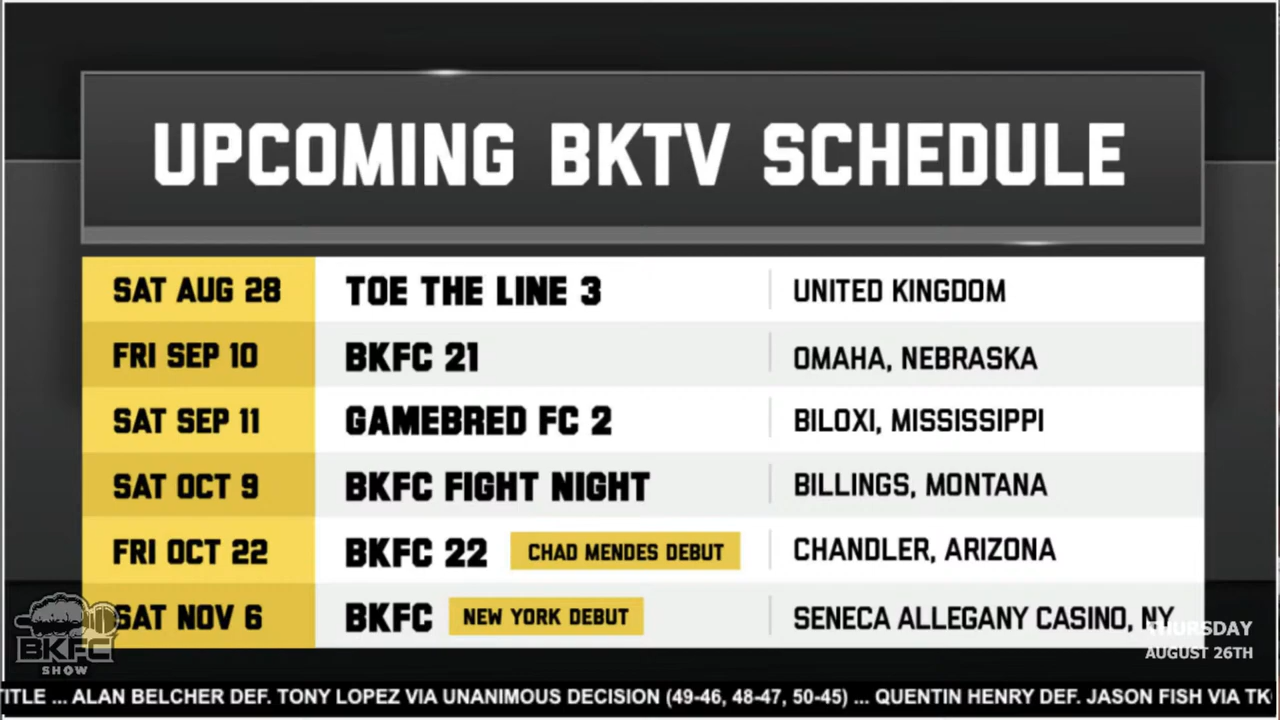 UPCOMING BKTV SCHEDULE
SAT AUG 28 TOE THE LINE 3 UNITED KINGDOM
FRI SEP 10 BKFC 21 OMAHA, NEBRASKA
SAT SEP 11 GAMEBRED FC 2 BILOXI, MISSISSIPPI
SAT OCT 9 BKFC FIGHT NIGHT BILLINGS, MONTANA
FRI OCT 22 BKFC 22 CHAD MENDES DEBUT CHANDLER, ARIZONA
SAT NOV 6 BKFC NEW YORK DEBUT SENECA ALLEGANY CASINO, NY
BKFC
SHOW
THURSDAY
AUGUST 26TH
TITLE ... ALAN BELCHER DEF. TONY LOPEZ VIA UNANIMOUS DECISION (49-46, 48-47, 50-45) ... QUENTIN HENRY DEF. JASON FISH VIA TK